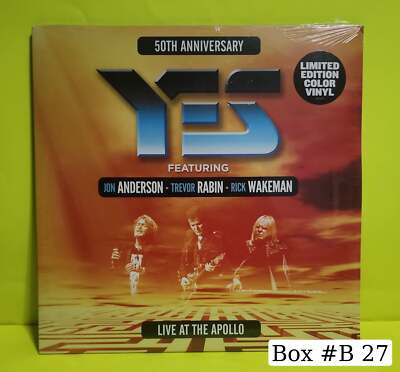 50TH ANNIVERSARY
LIMITED
EDITION
COLOR
VINYL
YES
FEATURING
JON ANDERSON • TREVOR RABIN • RICK WAKEMAN
LIVE AT THE APOLLO
Box #B 27